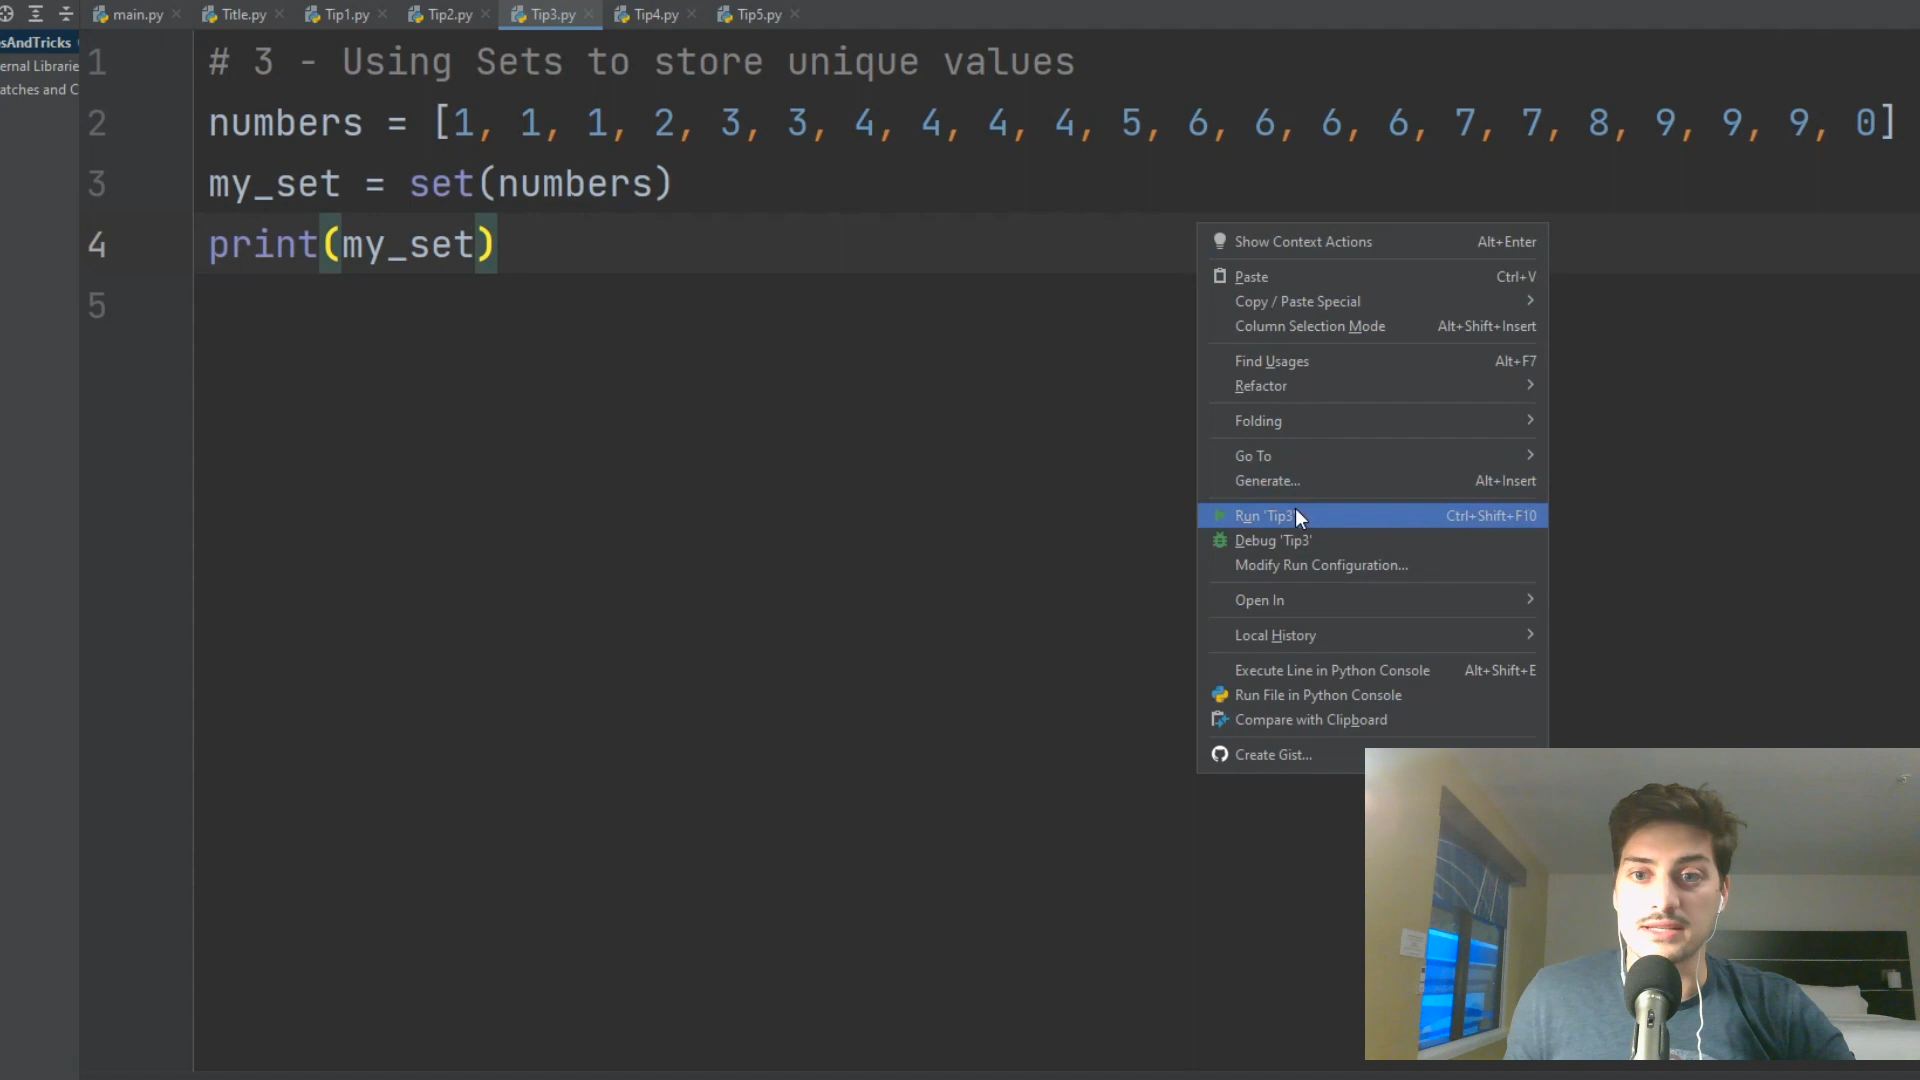 main.py
Title.py
Tip1.py
Tip2.py
Tip3.py
Tip4.py
Tip5.py
sAndTricks
ernal Librarie
atches and C
1 # 3 - Using Sets to store unique values
2 numbers = [1, 1, 1, 2, 3, 3, 4, 4, 4, 4, 5, 6, 6, 6, 6, 7, 7, 8, 9, 9, 9, 0]
3 my_set = set(numbers)
4 print(my_set)
5
Show Context Actions Alt+Enter
Paste Ctrl+V
Copy / Paste Special
Column Selection Mode Alt+Shift+Insert
Find Usages Alt+F7
Refactor
Folding
Go To
Generate... Alt+Insert
Run 'Tip3' Ctrl+Shift+F10
Debug 'Tip3'
Modify Run Configuration...
Open In
Local History
Execute Line in Python Console Alt+Shift+E
Run File in Python Console
Compare with Clipboard
Create Gist...